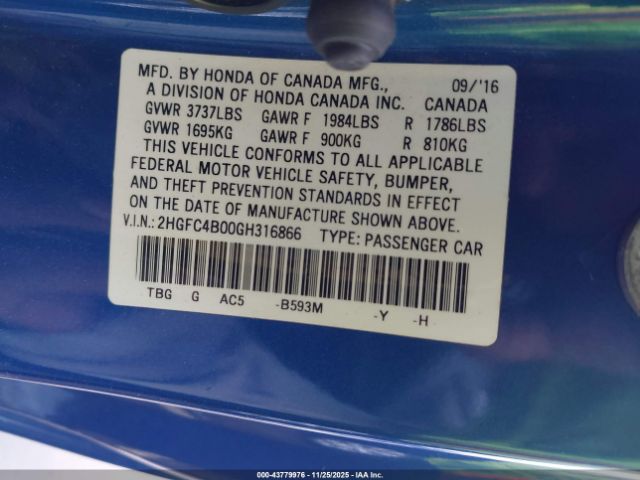 MFD. BY HONDA OF CANADA MFG., 09/'16
A DIVISION OF HONDA CANADA INC. CANADA
GVWR 3737LBS GAWR F 1984LBS R 1786LBS
GVWR 1695KG GAWR F 900KG R 810KG
THIS VEHICLE CONFORMS TO ALL APPLICABLE
FEDERAL MOTOR VEHICLE SAFETY, BUMPER,
AND THEFT PREVENTION STANDARDS IN EFFECT
ON THE DATE OF MANUFACTURE SHOWN ABOVE.
V.I.N.: 2HGFC4B00GH316866 TYPE: PASSENGER CAR
TBG G AC5 -B593M -Y -H
000-43779976 - 11/25/2025 - IAA Inc.